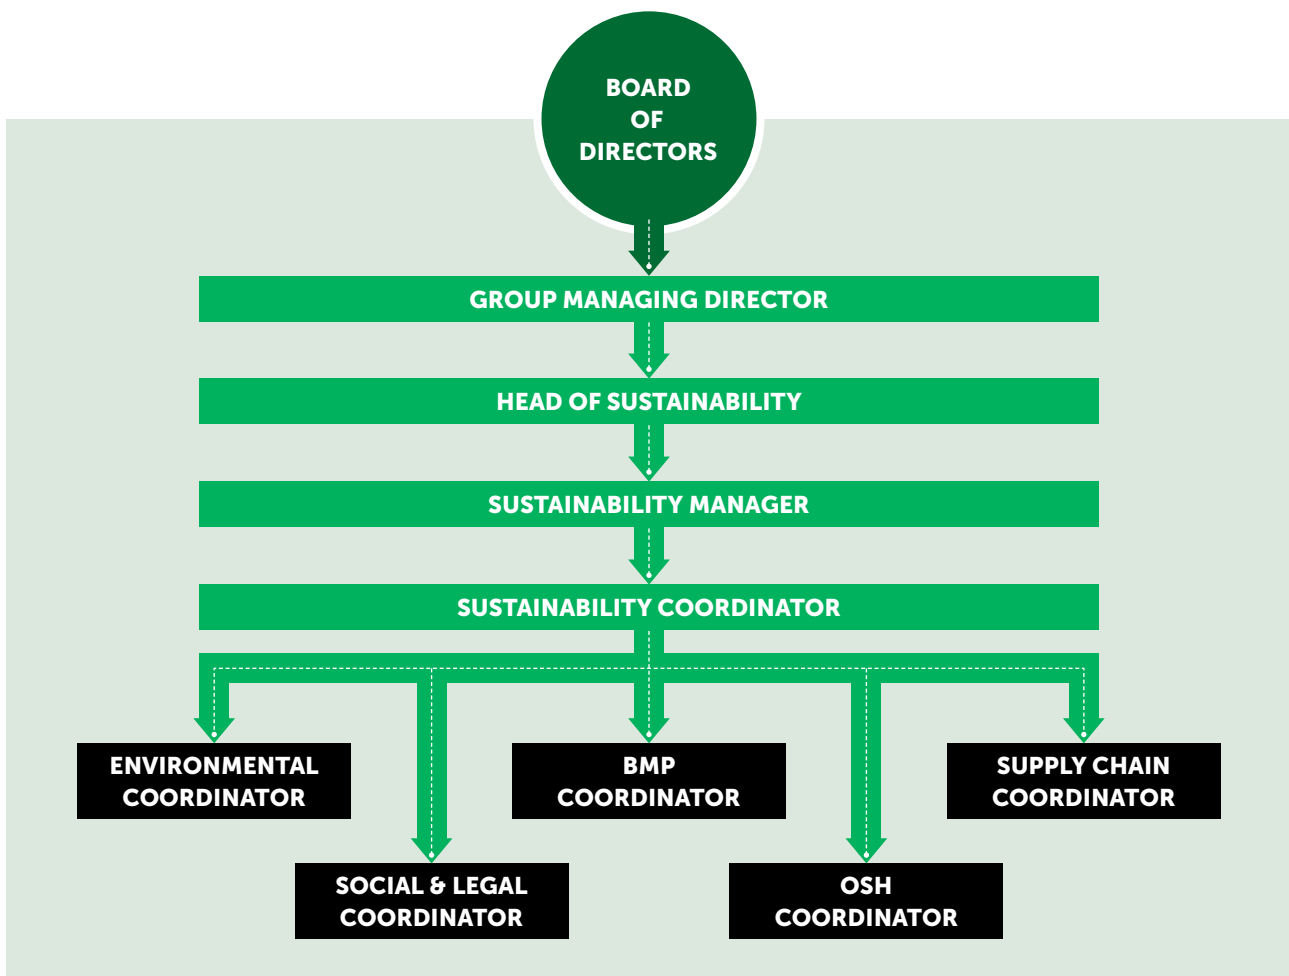 BOARD
OF
DIRECTORS
GROUP MANAGING DIRECTOR
HEAD OF SUSTAINABILITY
SUSTAINABILITY MANAGER
SUSTAINABILITY COORDINATOR
ENVIRONMENTAL
COORDINATOR
BMP
COORDINATOR
SUPPLY CHAIN
COORDINATOR
SOCIAL & LEGAL
COORDINATOR
OSH
COORDINATOR